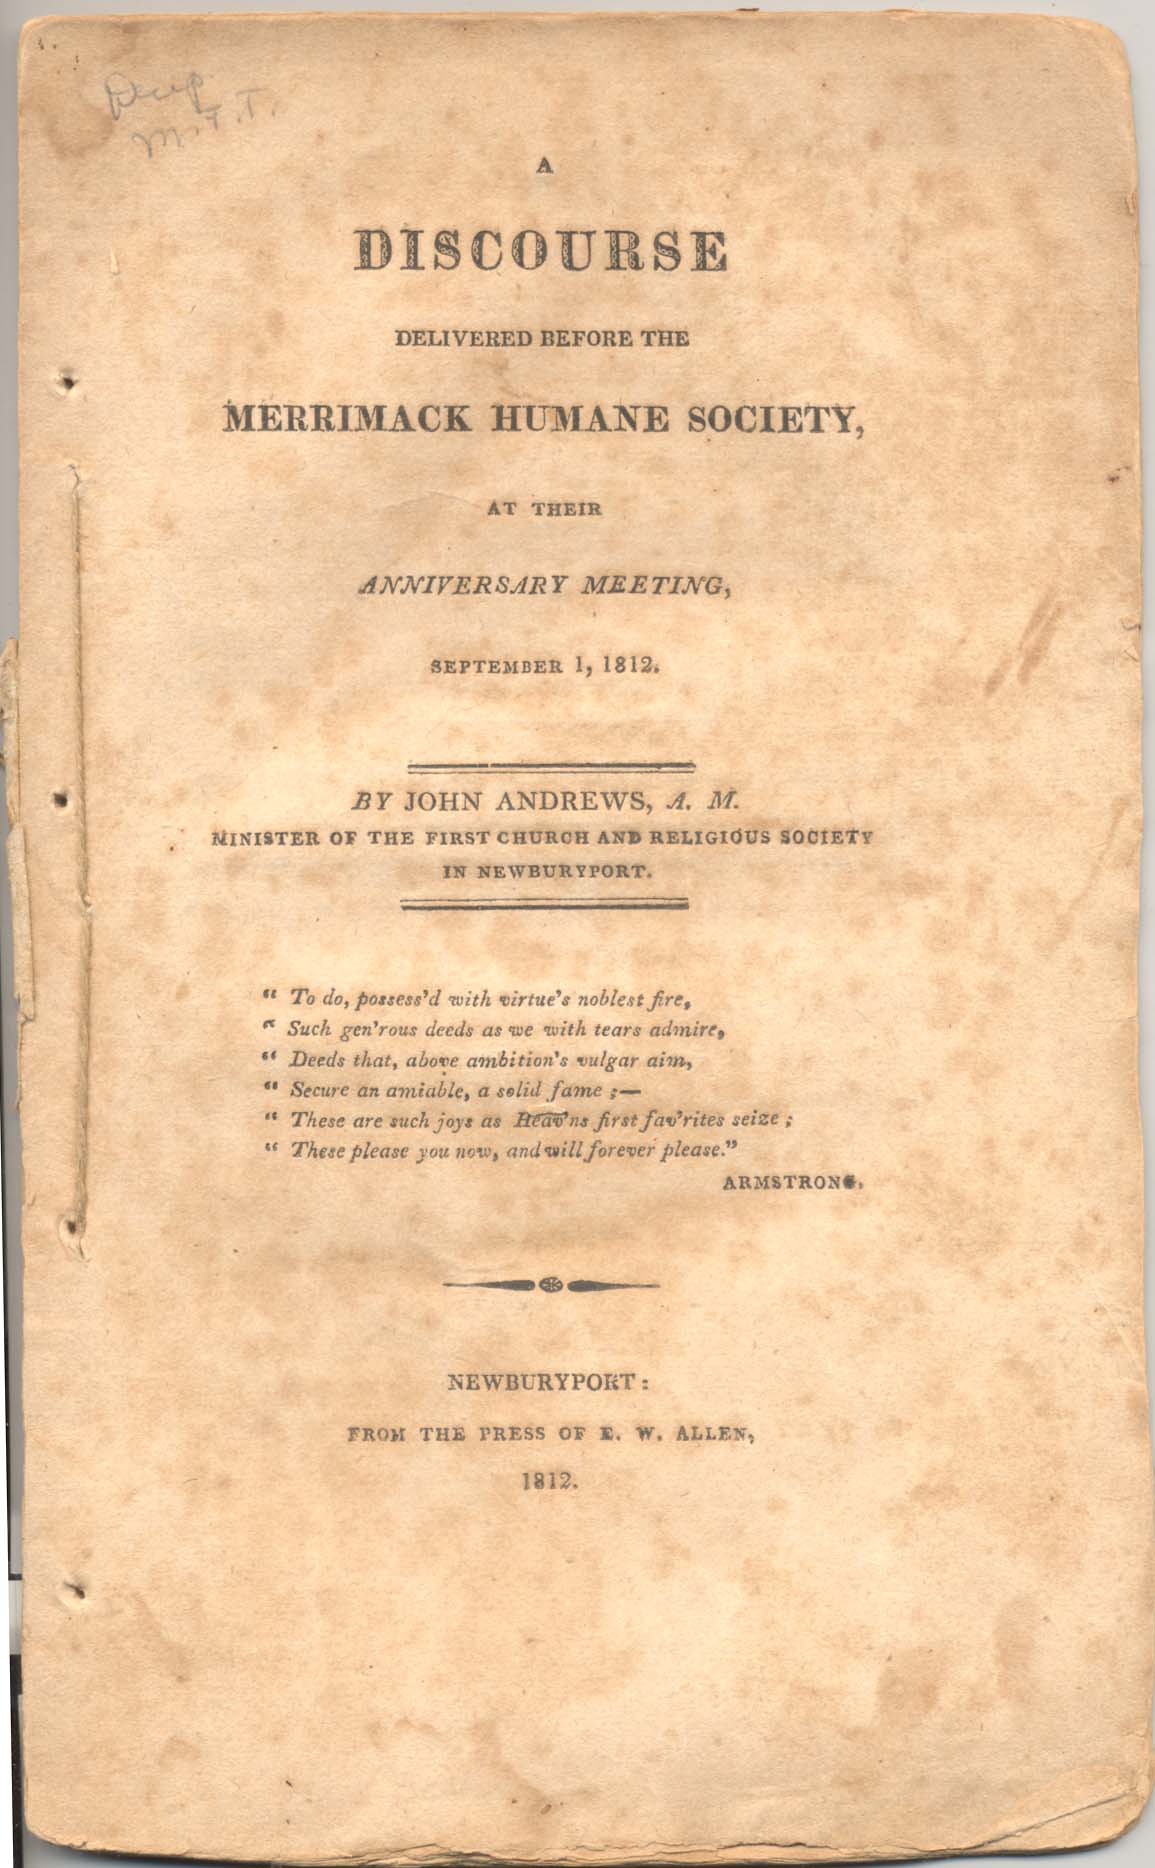 Dup
M.I.T.
A
DISCOURSE
DELIVERED BEFORE THE
MERRIMACK HUMANE SOCIETY,
AT THEIR
ANNIVERSARY MEETING,
SEPTEMBER 1, 1812.
BY JOHN ANDREWS, A. M.
MINISTER OF THE FIRST CHURCH AND RELIGIOUS SOCIETY
IN NEWBURYPORT.
“ To do, possess'd with virtue's noblest fire,
“ Such gen'rous deeds as we with tears admire,
“ Deeds that, above ambition's vulgar aim,
“ Secure an amiable, a solid fame ;—
“ These are such joys as Heav'ns first fav'rites seize ;
“ These please you now, and will forever please.”
ARMSTRONG.
NEWBURYPORT:
FROM THE PRESS OF E. W. ALLEN,
1812.